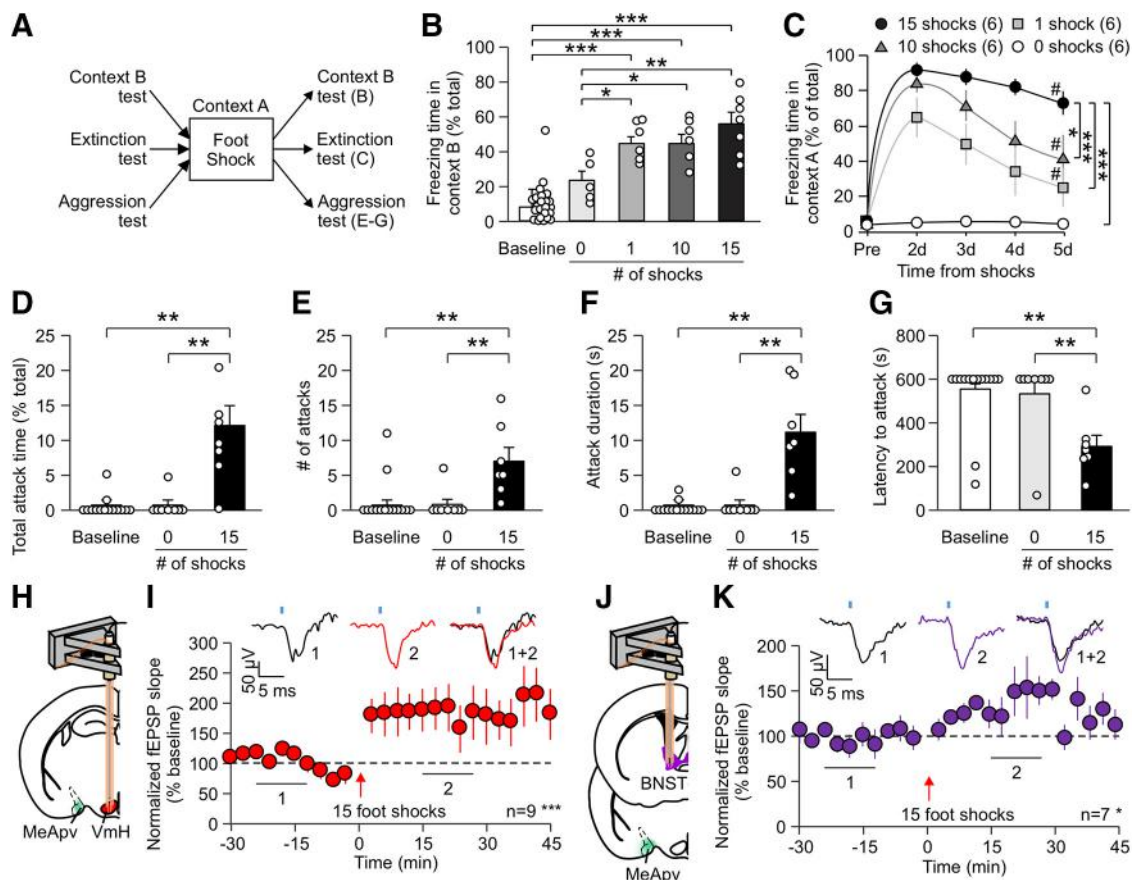 A
Context B
test
Extinction
test
Aggression
test
Context A
Foot
Shock
Context B
test (B)
Extinction
test (C)
Aggression
test (E-G)
B
Freezing time in
context B (% total)
100
80
60
40
20
0
***
***
***
**
*
*
Baseline 0 1 10 15
# of shocks
C
15 shocks (6) 1 shock (6)
10 shocks (6) 0 shocks (6)
Freezing time in
context A (% of total)
100
80
60
40
20
0
#
#
#
*
***
***
Pre 2d 3d 4d 5d
Time from shocks
D
Total attack time (% total)
25
20
15
10
5
0
**
**
Baseline 0 15
# of shocks
E
# of attacks
25
20
15
10
5
0
**
**
Baseline 0 15
# of shocks
F
Attack duration (s)
25
20
15
10
5
0
**
**
Baseline 0 15
# of shocks
G
Latency to attack (s)
800
600
400
200
0
**
**
Baseline 0 15
# of shocks
H
MeApv VmH
I
Normalized fEPSP slope
(% baseline)
300
250
200
150
100
50
0
50 µV
5 ms
1 2 1+2
1 2
15 foot shocks n=9 ***
-30 -15 0 15 30 45
Time (min)
J
BNST
MeApv
K
Normalized fEPSP slope
(% baseline)
200
150
100
50
0
50 µV
5 ms
1 2 1+2
1 2
15 foot shocks n=7 *
-30 -15 0 15 30 45
Time (min)